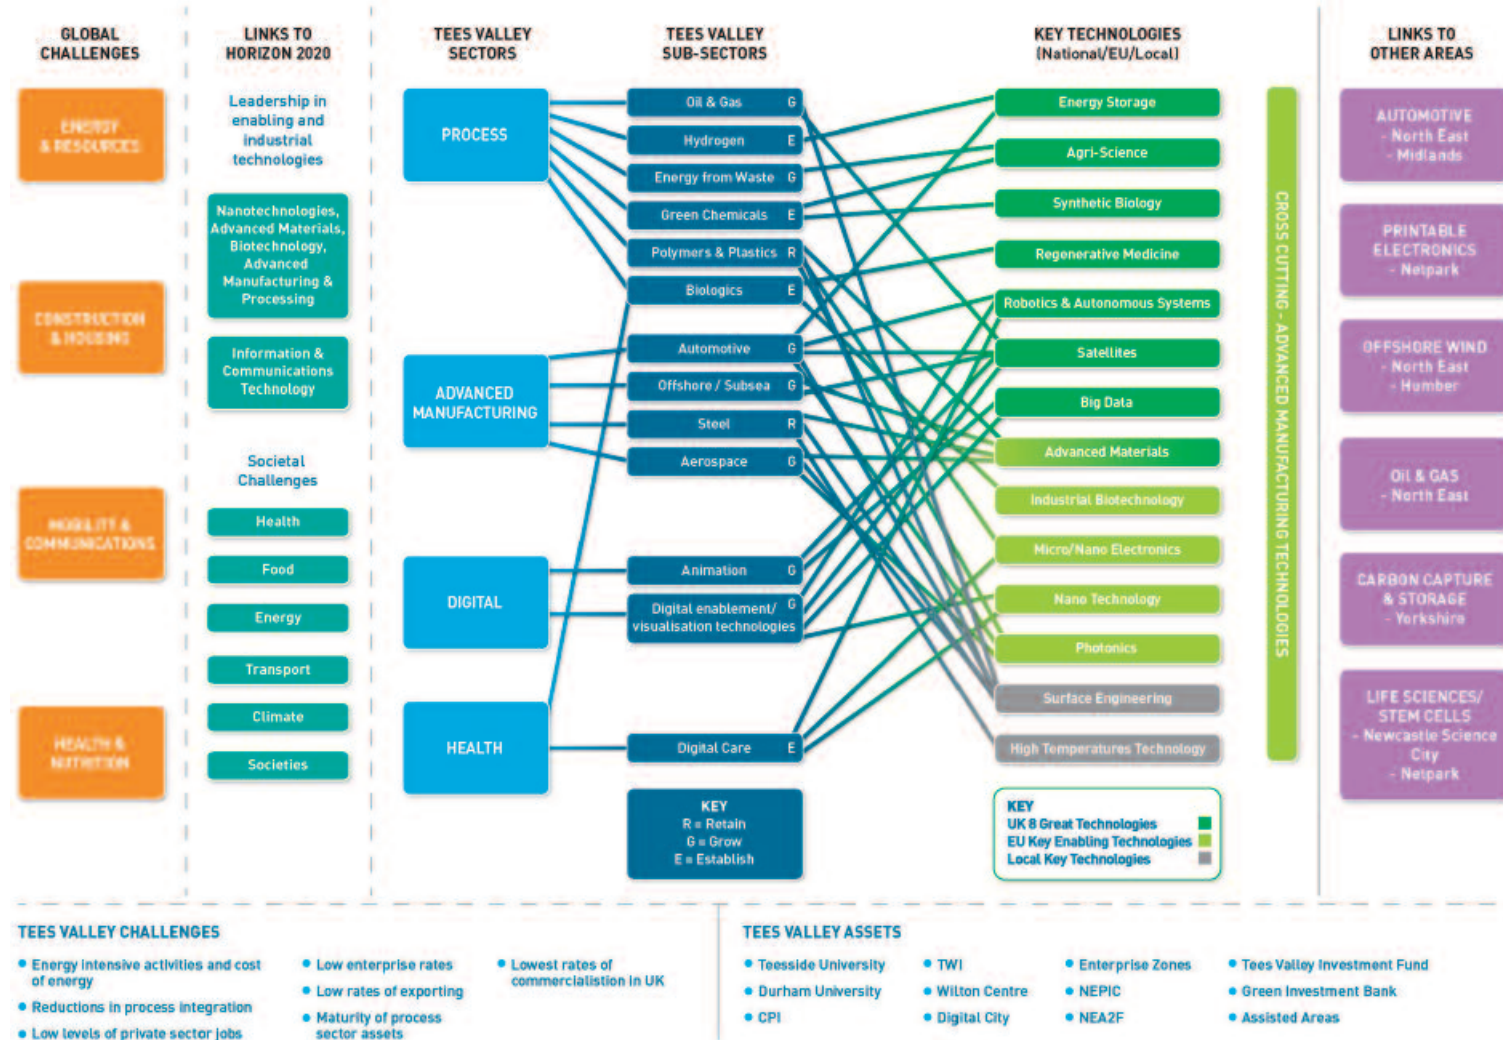 GLOBAL
CHALLENGES
ENERGY
& RESOURCES
CONSTRUCTION
& HOUSING
MOBILITY &
COMMUNICATIONS
HEALTH &
NUTRITION
LINKS TO
HORIZON 2020
Leadership in
enabling and
industrial
technologies
Nanotechnologies,
Advanced Materials,
Biotechnology,
Advanced
Manufacturing &
Processing
Information &
Communications
Technology
Societal
Challenges
Health
Food
Energy
Transport
Climate
Societies
TEES VALLEY
SECTORS
PROCESS
ADVANCED
MANUFACTURING
DIGITAL
HEALTH
TEES VALLEY
SUB-SECTORS
Oil & Gas G
Hydrogen E
Energy from Waste G
Green Chemicals E
Polymers & Plastics R
Biologics E
Automotive G
Offshore / Subsea G
Steel R
Aerospace G
Animation G
Digital enablement/ G
visualisation technologies
Digital Care E
KEY
R = Retain
G = Grow
E = Establish
KEY TECHNOLOGIES
(National/EU/Local)
Energy Storage
Agri-Science
Synthetic Biology
Regenerative Medicine
Robotics & Autonomous Systems
Satellites
Big Data
Advanced Materials
Industrial Biotechnology
Micro/Nano Electronics
Nano Technology
Photonics
Surface Engineering
High Temperatures Technology
KEY
UK 8 Great Technologies
EU Key Enabling Technologies
Local Key Technologies
CROSS CUTTING - ADVANCED MANUFACTURING TECHNOLOGIES
LINKS TO
OTHER AREAS
AUTOMOTIVE
- North East
- Midlands
PRINTABLE
ELECTRONICS
- Netpark
OFFSHORE WIND
- North East
- Humber
Oil & GAS
- North East
CARBON CAPTURE
& STORAGE
- Yorkshire
LIFE SCIENCES/
STEM CELLS
- Newcastle Science
City
- Netpark
TEES VALLEY CHALLENGES
• Energy intensive activities and cost
of energy
• Reductions in process integration
• Low levels of private sector jobs
• Low enterprise rates
• Low rates of exporting
• Maturity of process
sector assets
• Lowest rates of
commercialistion in UK
TEES VALLEY ASSETS
• Teesside University
• Durham University
• CPI
• TWI
• Wilton Centre
• Digital City
• Enterprise Zones
• NEPIC
• NEA2F
• Tees Valley Investment Fund
• Green Investment Bank
• Assisted Areas